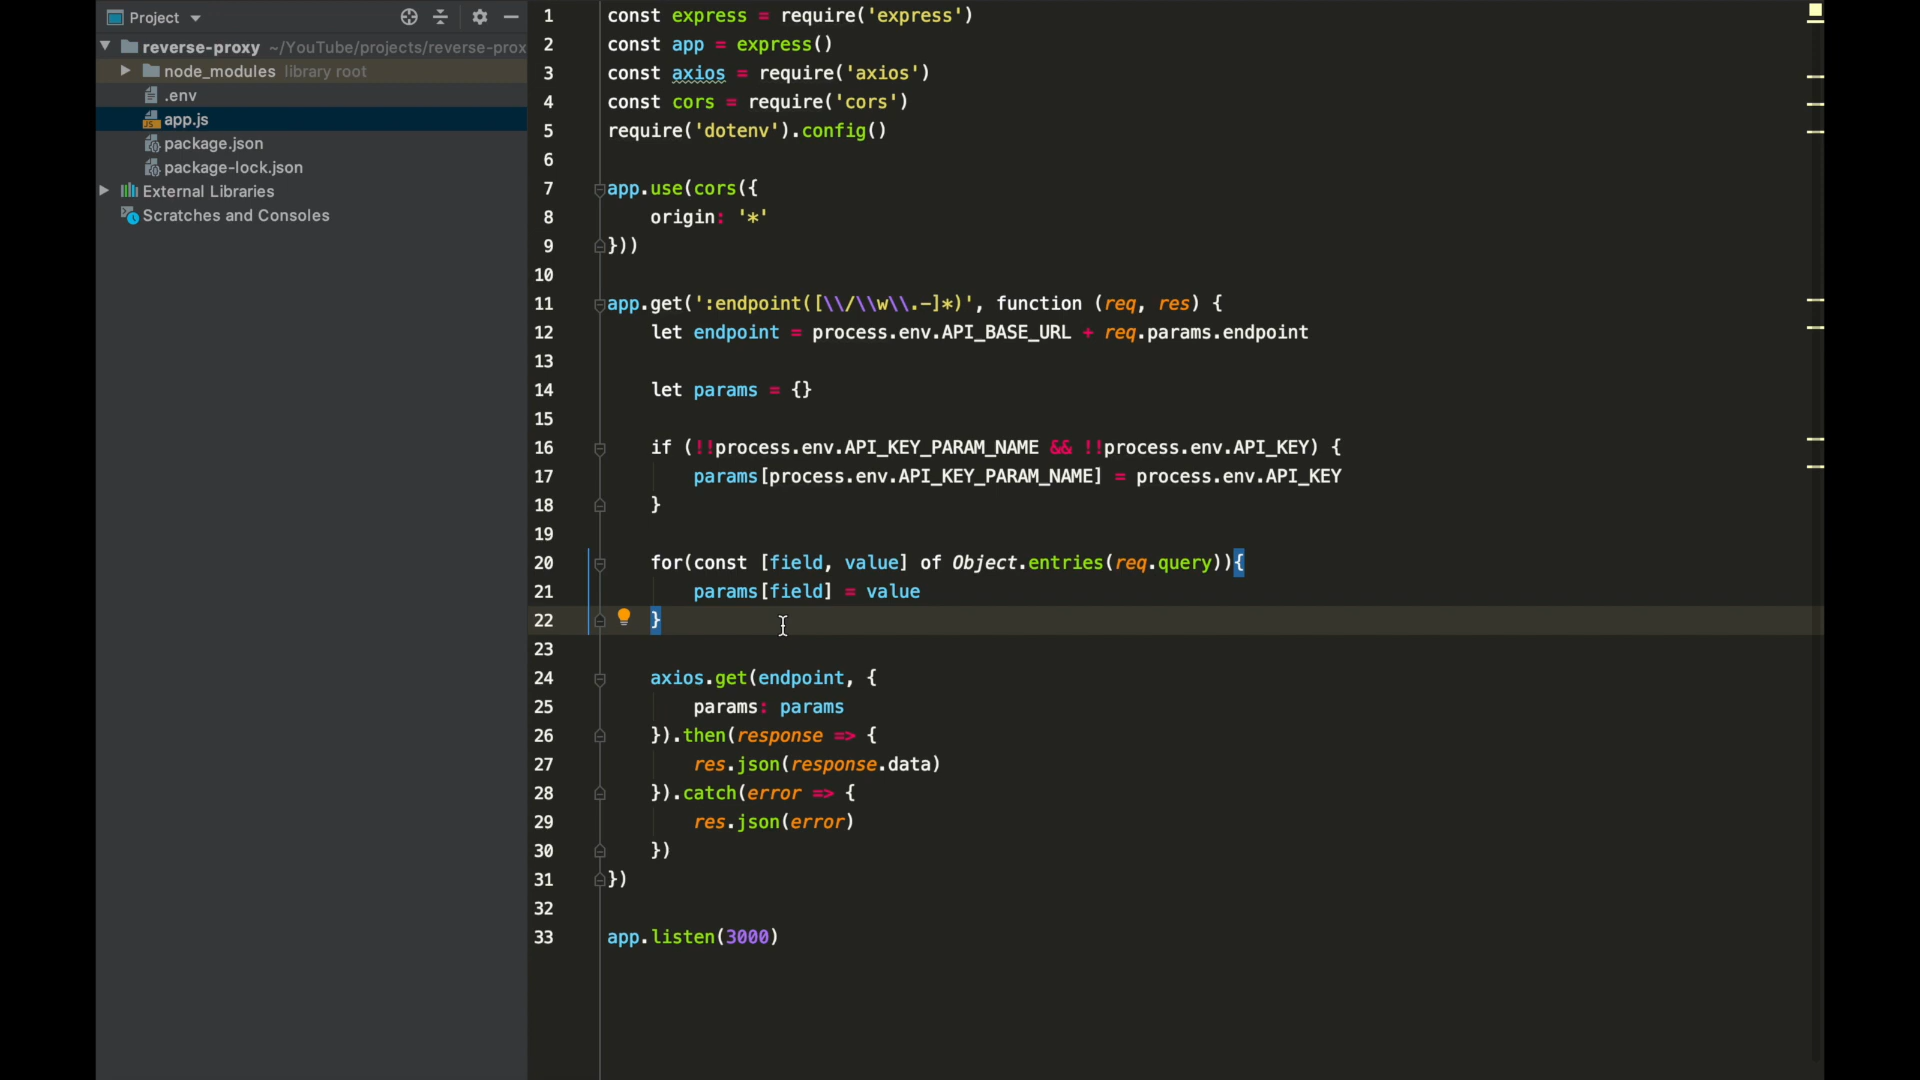 Project
reverse-proxy ~/YouTube/projects/reverse-prox
node_modules library root
.env
app.js
package.json
package-lock.json
External Libraries
Scratches and Consoles
1 const express = require('express')
2 const app = express()
3 const axios = require('axios')
4 const cors = require('cors')
5 require('dotenv').config()
6
7 app.use(cors({
8     origin: '*'
9 }))
10
11 app.get(':endpoint([\\/\\w\\.-]*)', function (req, res) {
12     let endpoint = process.env.API_BASE_URL + req.params.endpoint
13
14     let params = {}
15
16     if (!!process.env.API_KEY_PARAM_NAME && !!process.env.API_KEY) {
17         params[process.env.API_KEY_PARAM_NAME] = process.env.API_KEY
18     }
19
20     for(const [field, value] of Object.entries(req.query)){
21         params[field] = value
22     }
23
24     axios.get(endpoint, {
25         params: params
26     }).then(response => {
27         res.json(response.data)
28     }).catch(error => {
29         res.json(error)
30     })
31 })
32
33 app.listen(3000)